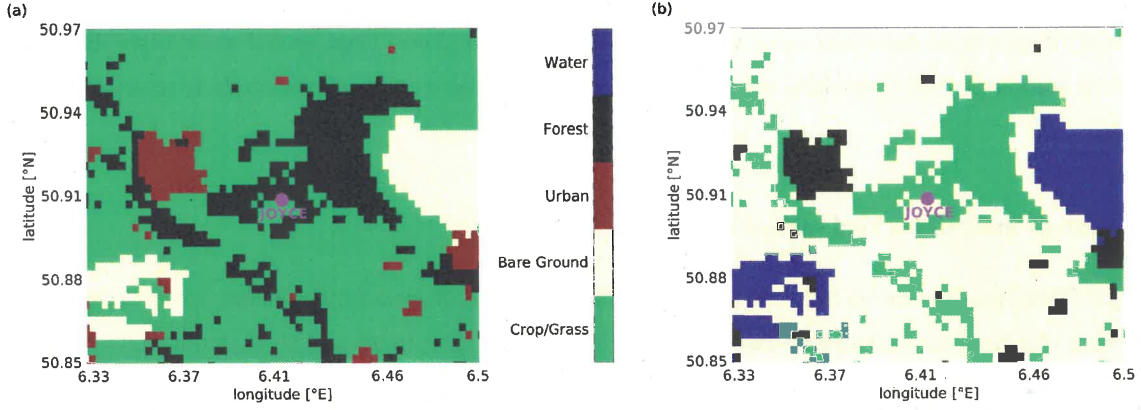 (a)
50.97
50.94
50.91
50.88
50.85
latitude [°N]
6.33 6.37 6.41 6.46 6.5
longitude [°E]
JOYCE
Water
Forest
Urban
Bare Ground
Crop/Grass
(b)
50.97
50.94
50.91
50.88
50.85
latitude [°N]
6.33 6.37 6.41 6.46 6.5
longitude [°E]
JOYCE